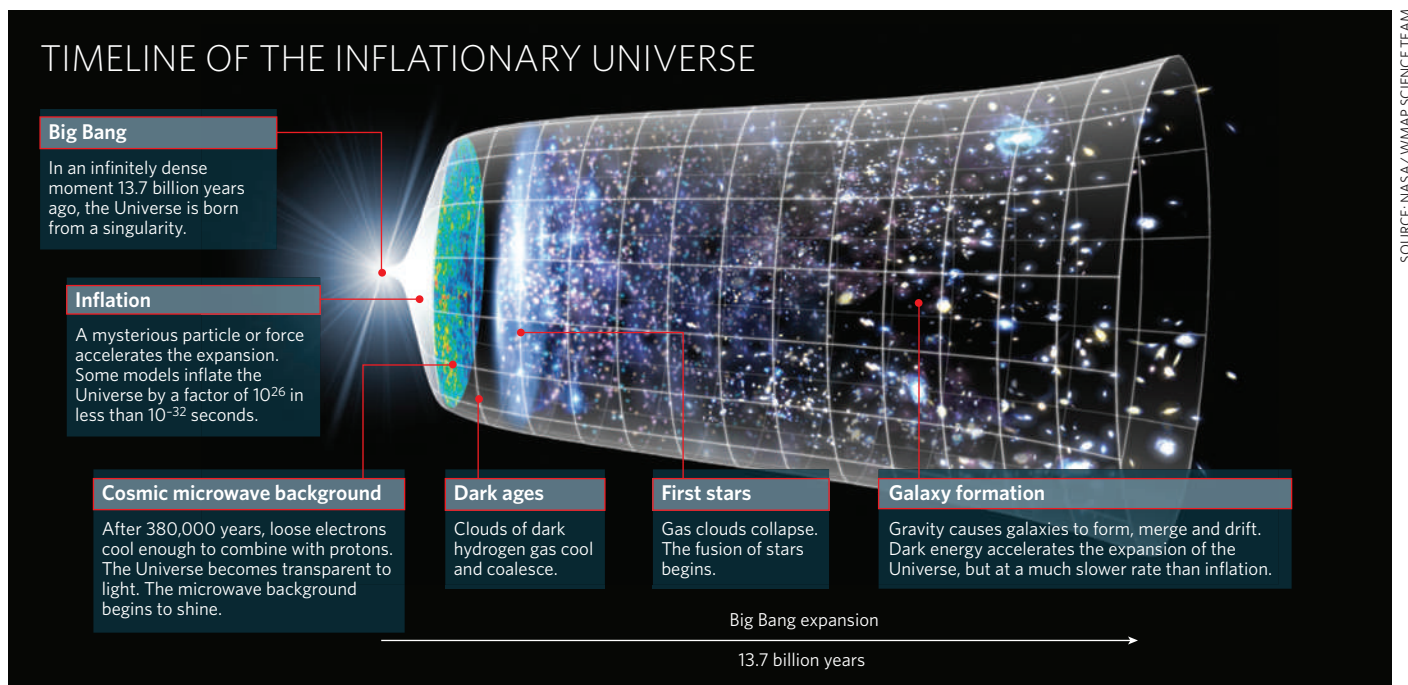 TIMELINE OF THE INFLATIONARY UNIVERSE
Big Bang
In an infinitely dense
moment 13.7 billion years
ago, the Universe is born
from a singularity.
Inflation
A mysterious particle or force
accelerates the expansion.
Some models inflate the
Universe by a factor of 10²⁶ in
less than 10⁻³² seconds.
Cosmic microwave background
After 380,000 years, loose electrons
cool enough to combine with protons.
The Universe becomes transparent to
light. The microwave background
begins to shine.
Dark ages
Clouds of dark
hydrogen gas cool
and coalesce.
First stars
Gas clouds collapse.
The fusion of stars
begins.
Galaxy formation
Gravity causes galaxies to form, merge and drift.
Dark energy accelerates the expansion of the
Universe, but at a much slower rate than inflation.
Big Bang expansion
13.7 billion years
SOURCE: NASA / WMAP SCIENCE TEAM